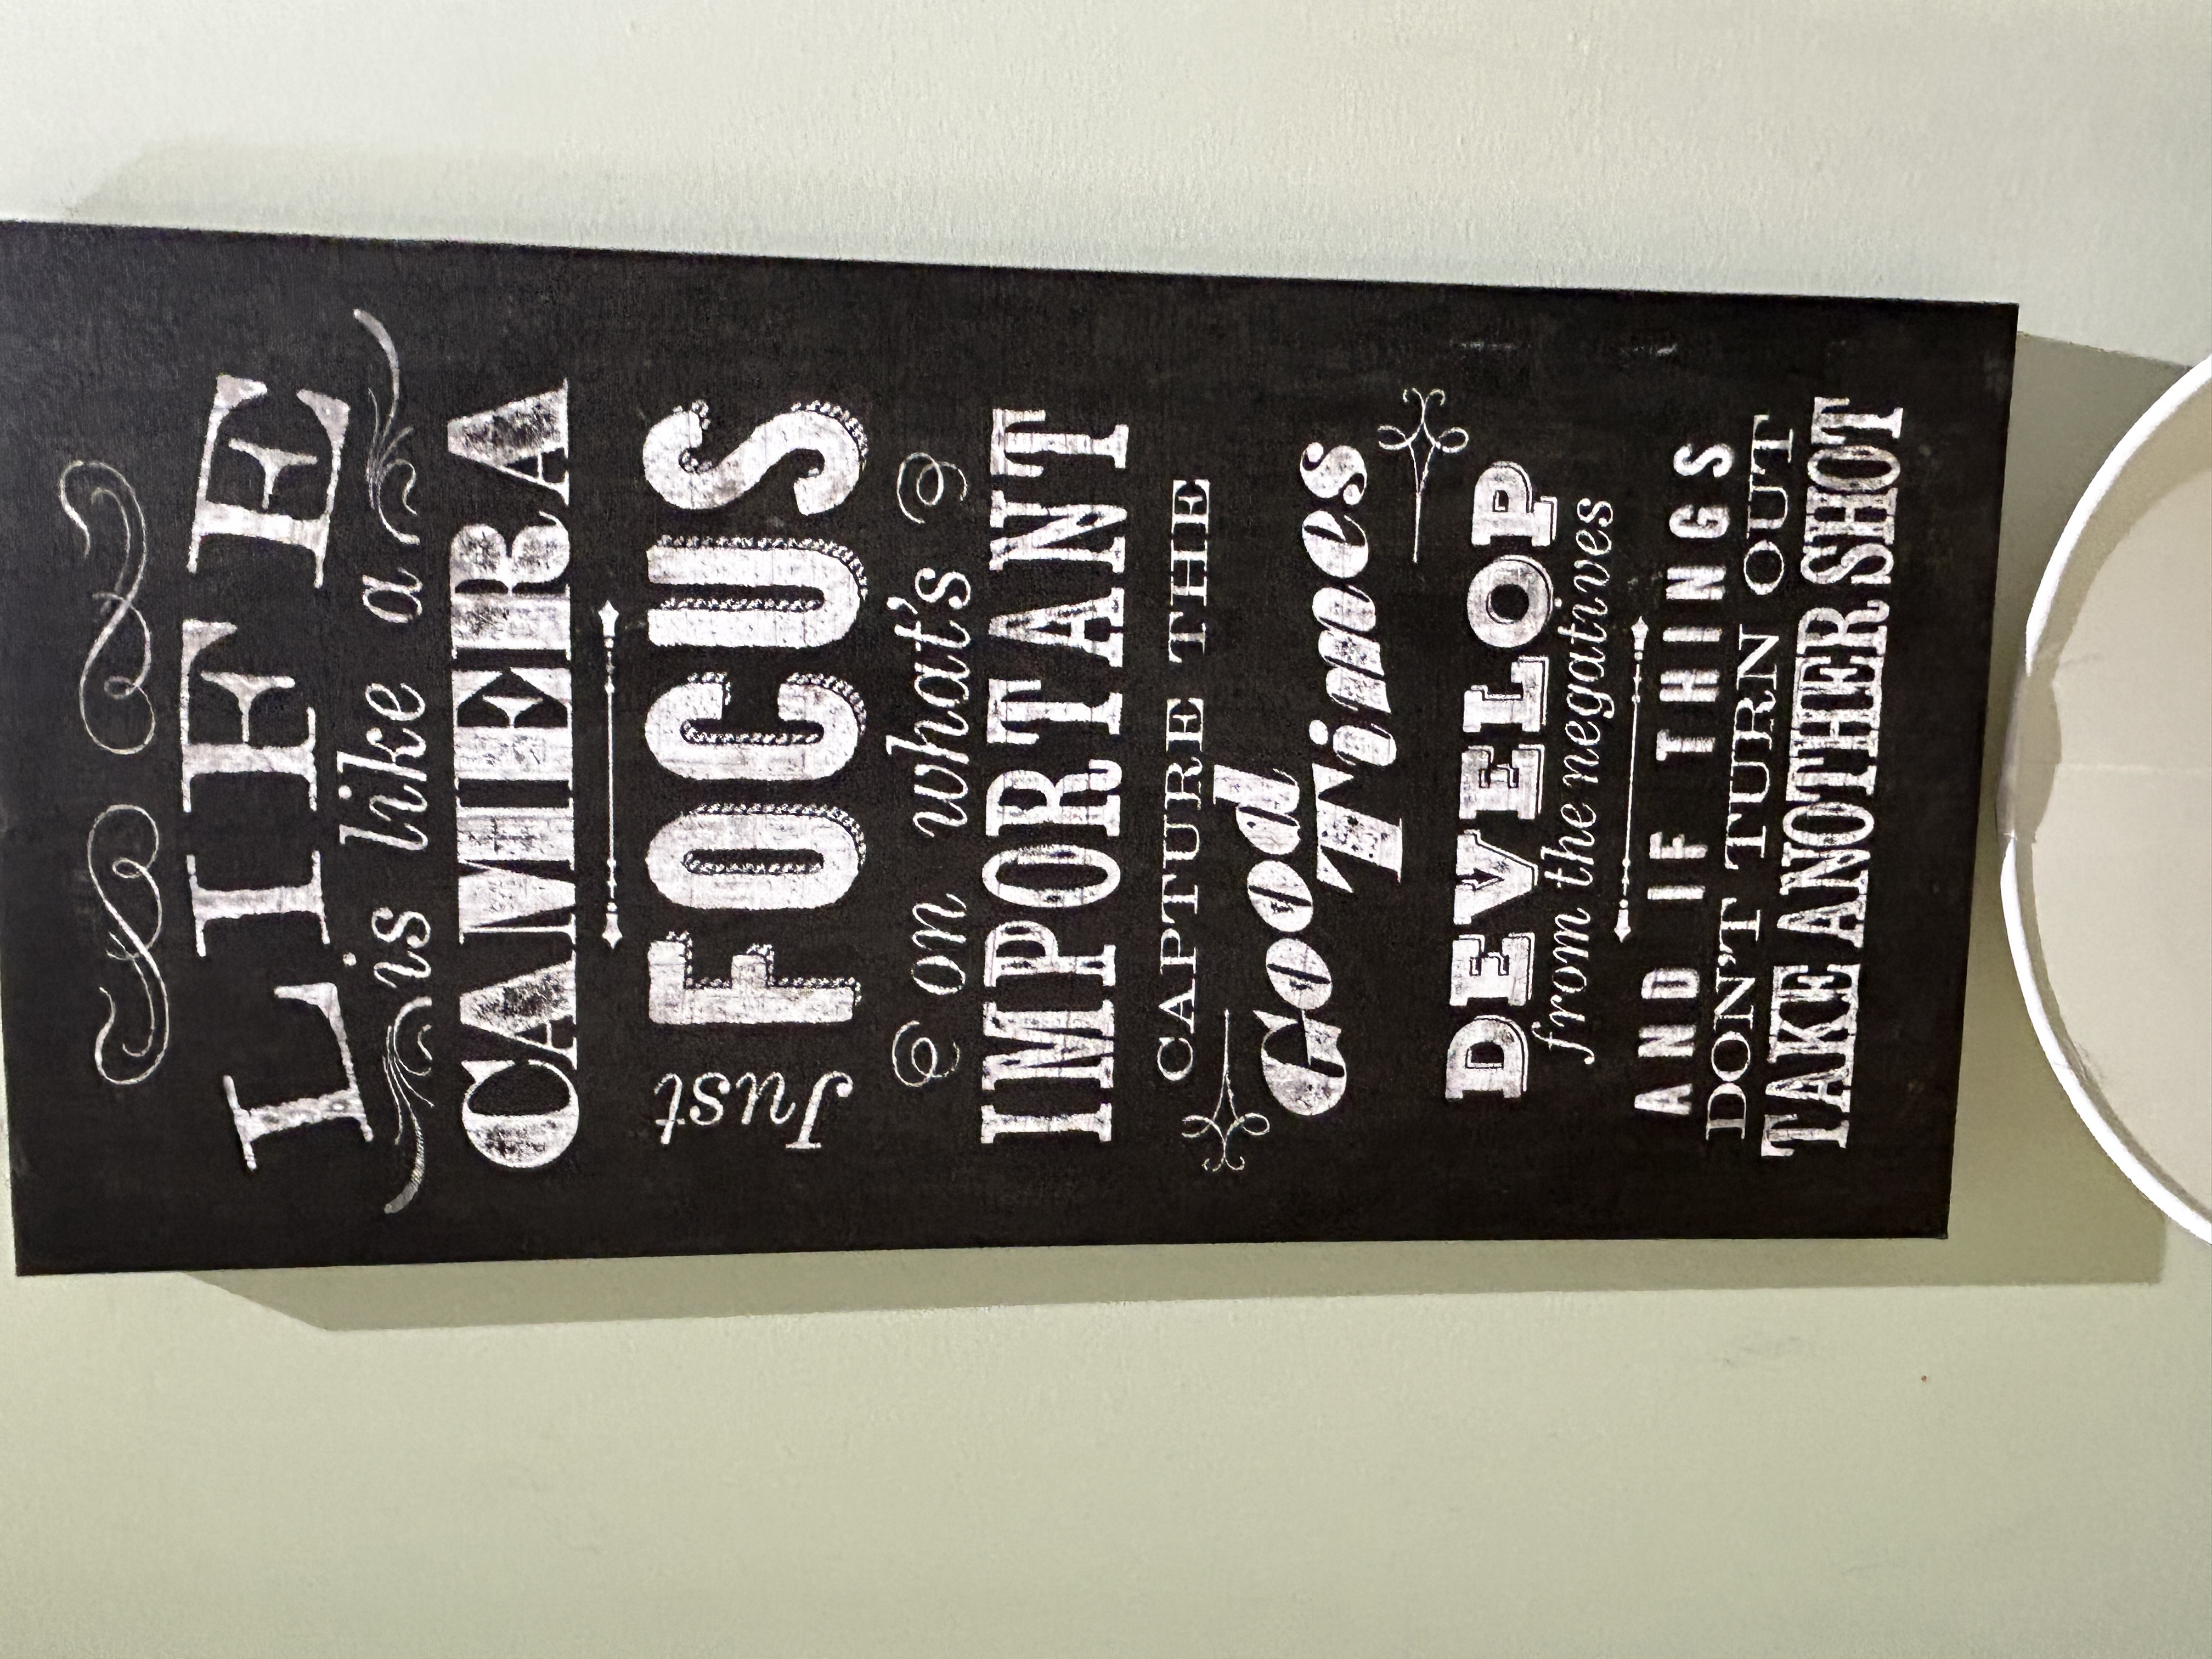 LIFE
is like a
CAMERA
Just FOCUS
on what's
IMPORTANT
CAPTURE THE
Good
Times
DEVELOP
from the negatives
AND IF THINGS
DON'T TURN OUT
TAKE ANOTHER SHOT